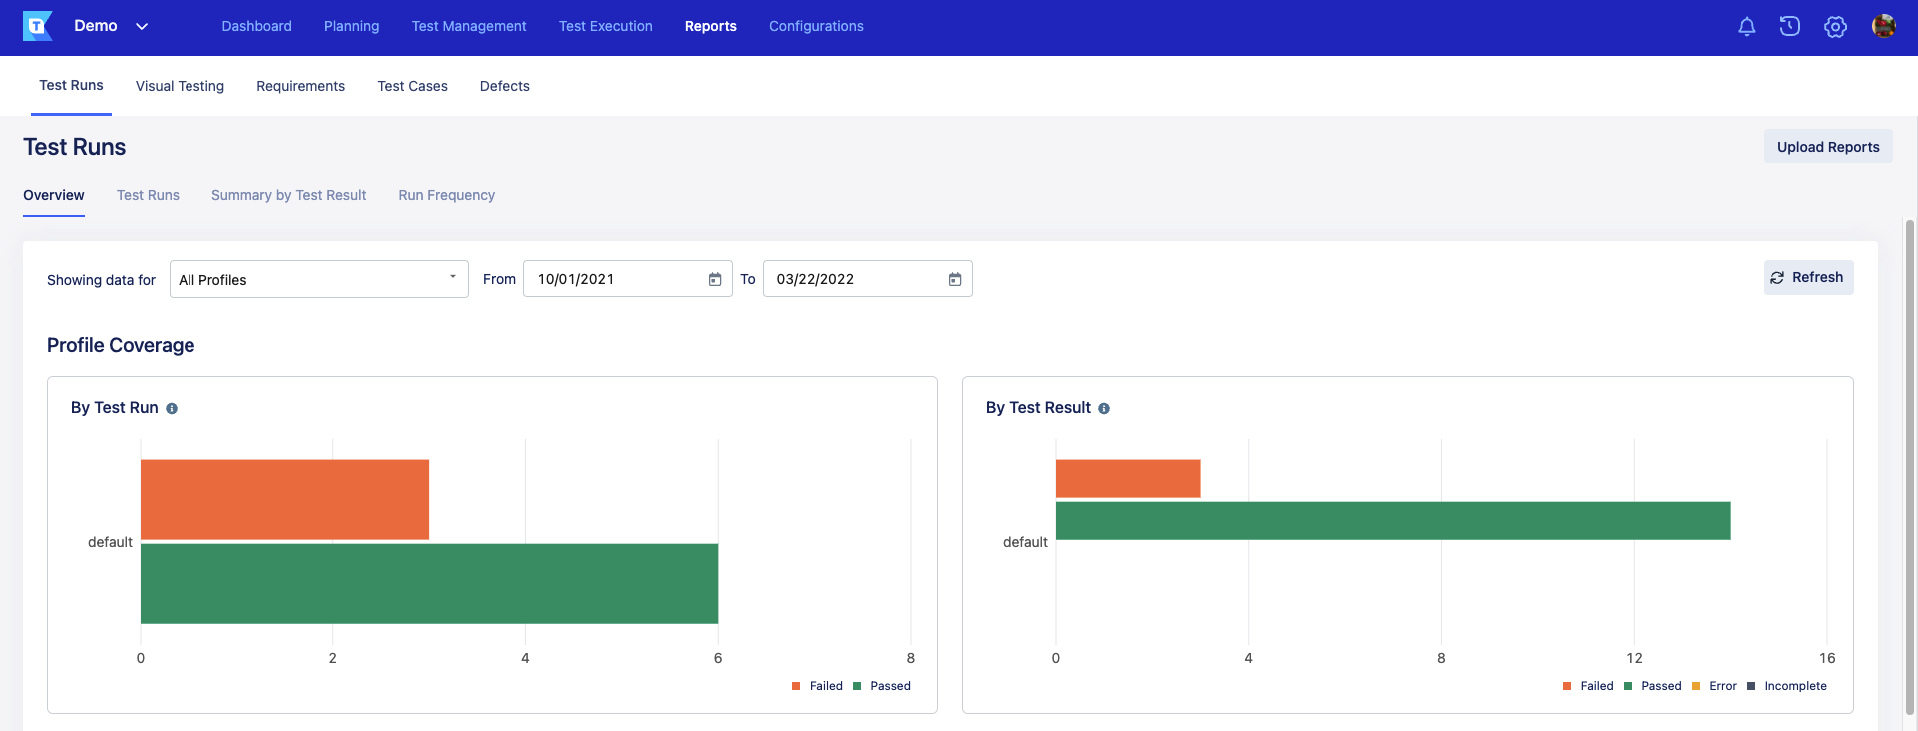 T Demo Dashboard Planning Test Management Test Execution Reports Configurations
Test Runs Visual Testing Requirements Test Cases Defects
Test Runs Upload Reports
Overview Test Runs Summary by Test Result Run Frequency
Showing data for All Profiles From 10/01/2021 To 03/22/2022 Refresh
Profile Coverage
By Test Run
default
0 2 4 6 8
Failed Passed
By Test Result
default
0 4 8 12 16
Failed Passed Error Incomplete